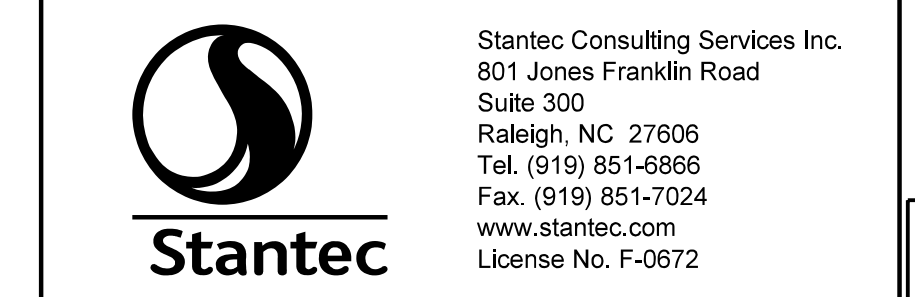 Stantec
Stantec Consulting Services Inc.
801 Jones Franklin Road
Suite 300
Raleigh, NC  27606
Tel. (919) 851-6866
Fax. (919) 851-7024
www.stantec.com
License No. F-0672